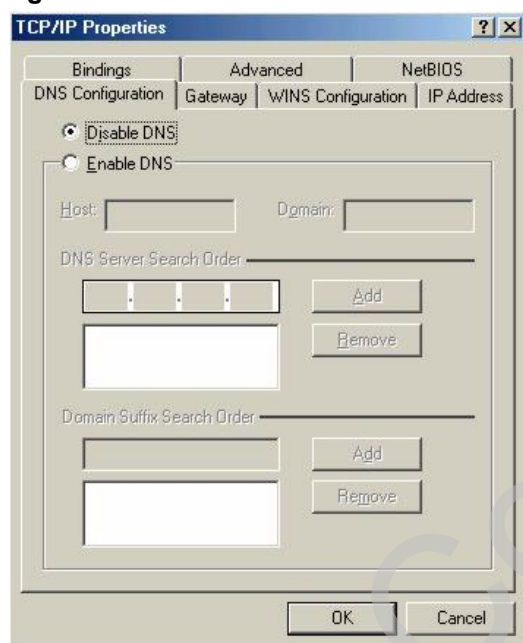 TCP/IP Properties
Bindings Advanced NetBIOS
DNS Configuration Gateway WINS Configuration IP Address
Disable DNS
Enable DNS
Host: Domain:
DNS Server Search Order
Add
Remove
Domain Suffix Search Order
Add
Remove
OK Cancel